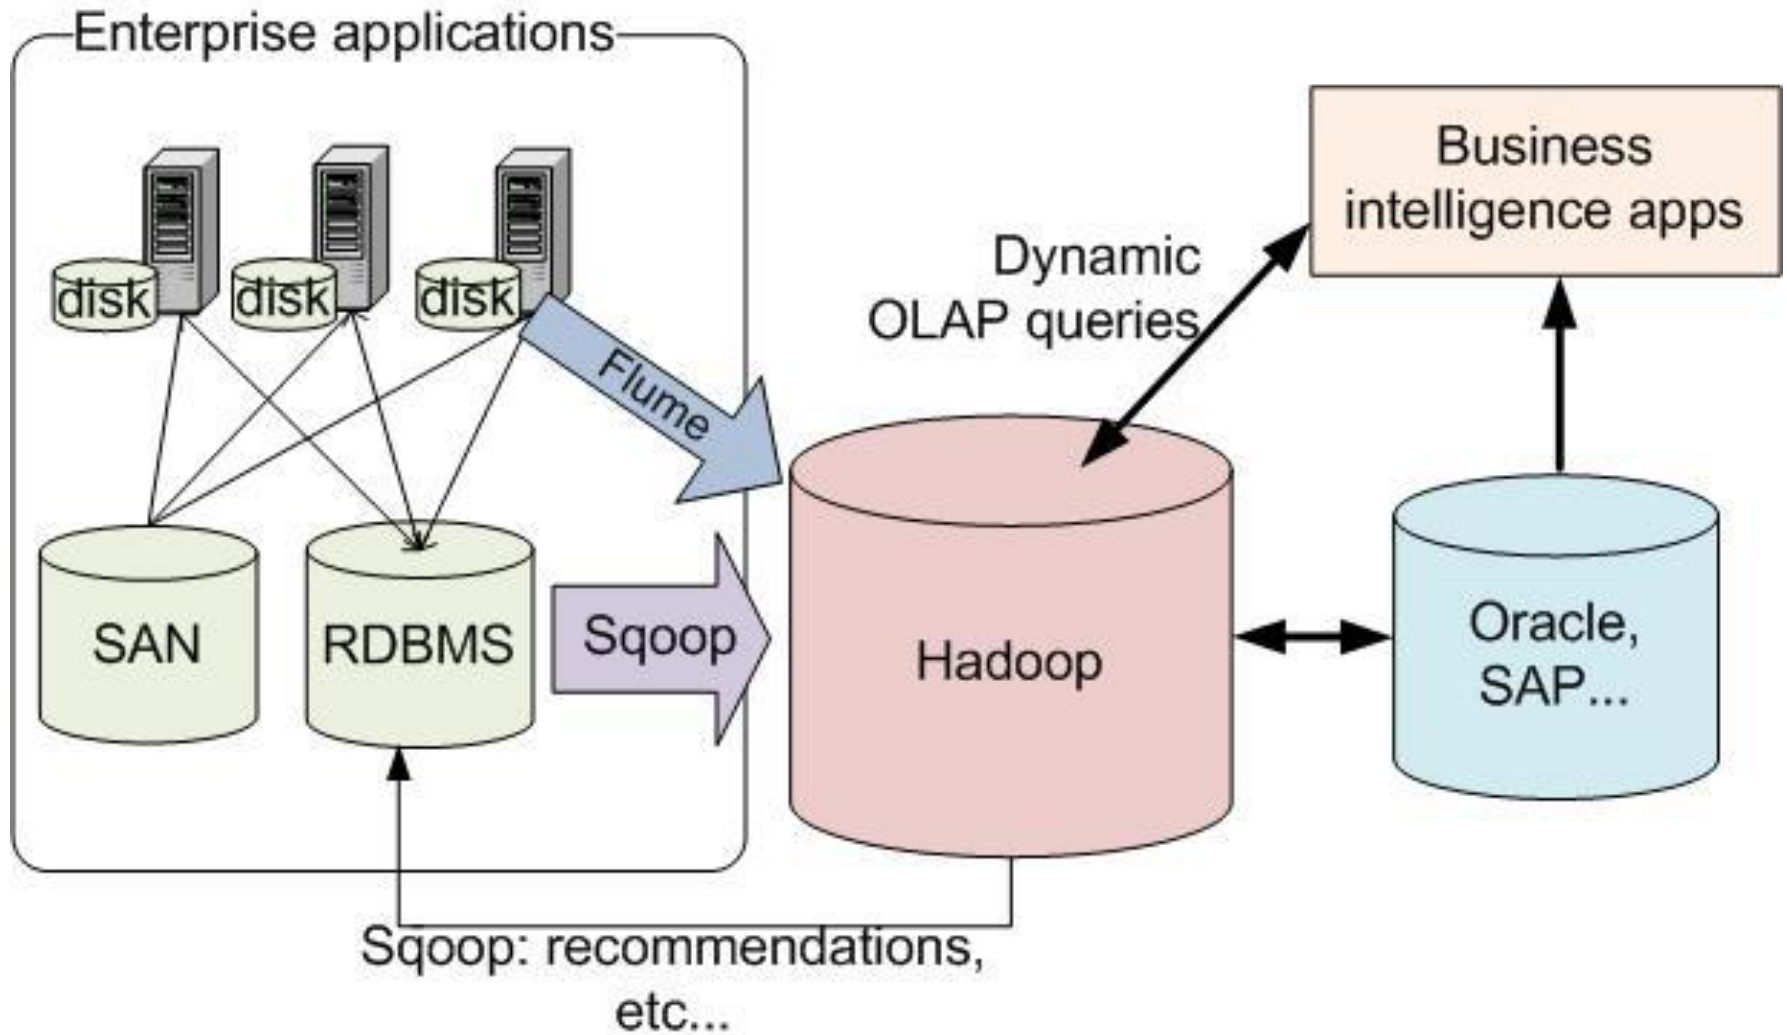 Enterprise applications
disk
disk
disk
Flume
SAN
RDBMS
Sqoop
Hadoop
Dynamic
OLAP queries
Business
intelligence apps
Oracle,
SAP...
Sqoop: recommendations,
etc...